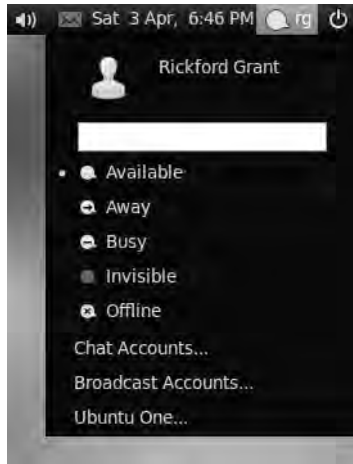 Sat 3 Apr, 6:46 PM rg
Rickford Grant
Available
Away
Busy
Invisible
Offline
Chat Accounts...
Broadcast Accounts...
Ubuntu One...